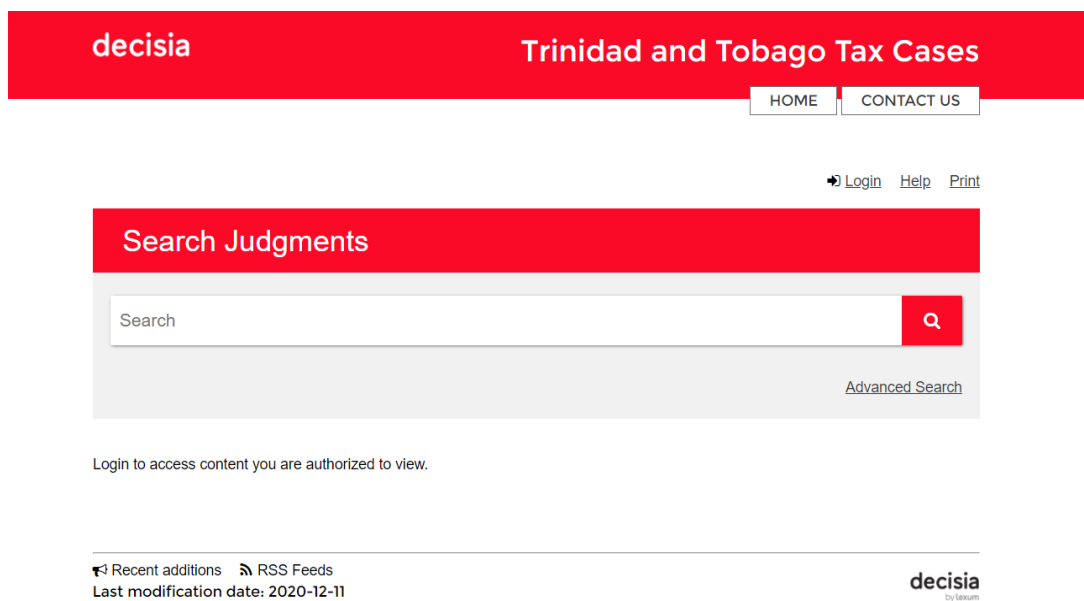 decisia
Trinidad and Tobago Tax Cases
HOME CONTACT US
Login Help Print
Search Judgments
Search
Advanced Search
Login to access content you are authorized to view.
Recent additions RSS Feeds
Last modification date: 2020-12-11
decisia
by Lexum